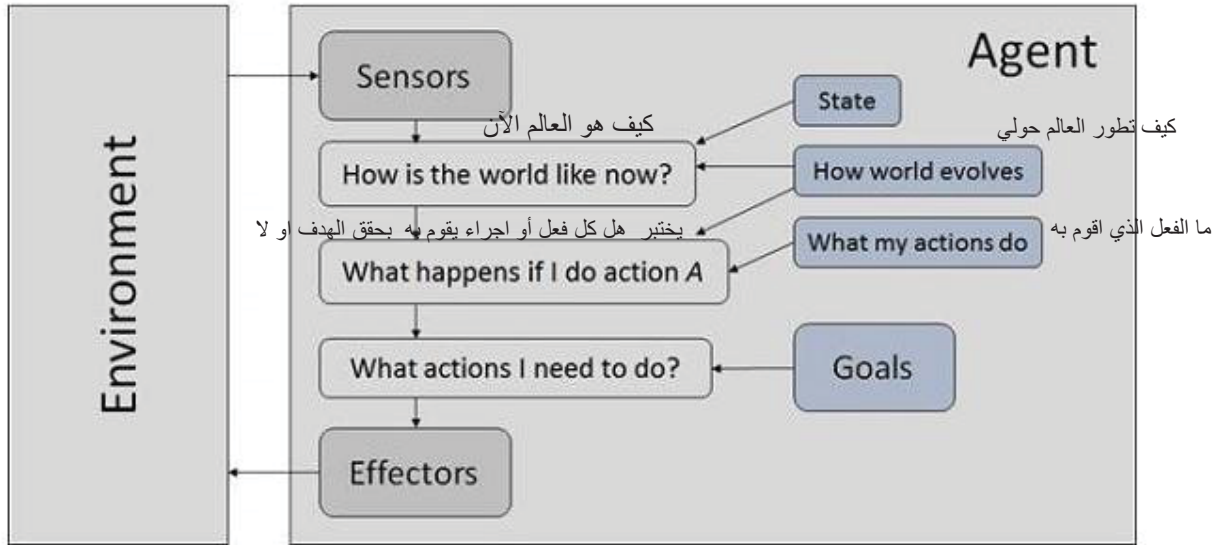 Agent
Environment
Sensors
State
كيف هو العالم الآن
كيف تطور العالم حولي
How is the world like now?
How world evolves
يختبر هل كل فعل أو اجراء يقوم به بحقق الهدف او لا
ما الفعل الذي اقوم به
What my actions do
What happens if I do action A
What actions I need to do?
Goals
Effectors